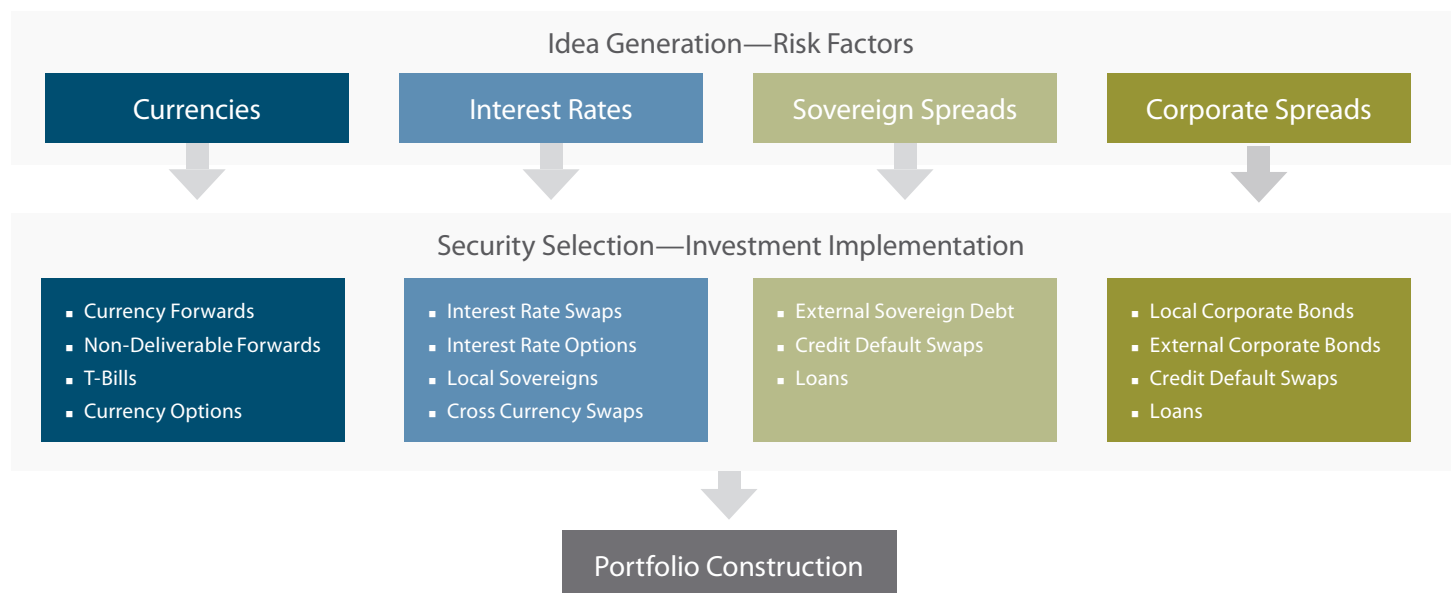 Idea Generation—Risk Factors
Currencies
Interest Rates
Sovereign Spreads
Corporate Spreads
Security Selection—Investment Implementation
▪ Currency Forwards
▪ Non-Deliverable Forwards
▪ T-Bills
▪ Currency Options
▪ Interest Rate Swaps
▪ Interest Rate Options
▪ Local Sovereigns
▪ Cross Currency Swaps
▪ External Sovereign Debt
▪ Credit Default Swaps
▪ Loans
▪ Local Corporate Bonds
▪ External Corporate Bonds
▪ Credit Default Swaps
▪ Loans
Portfolio Construction